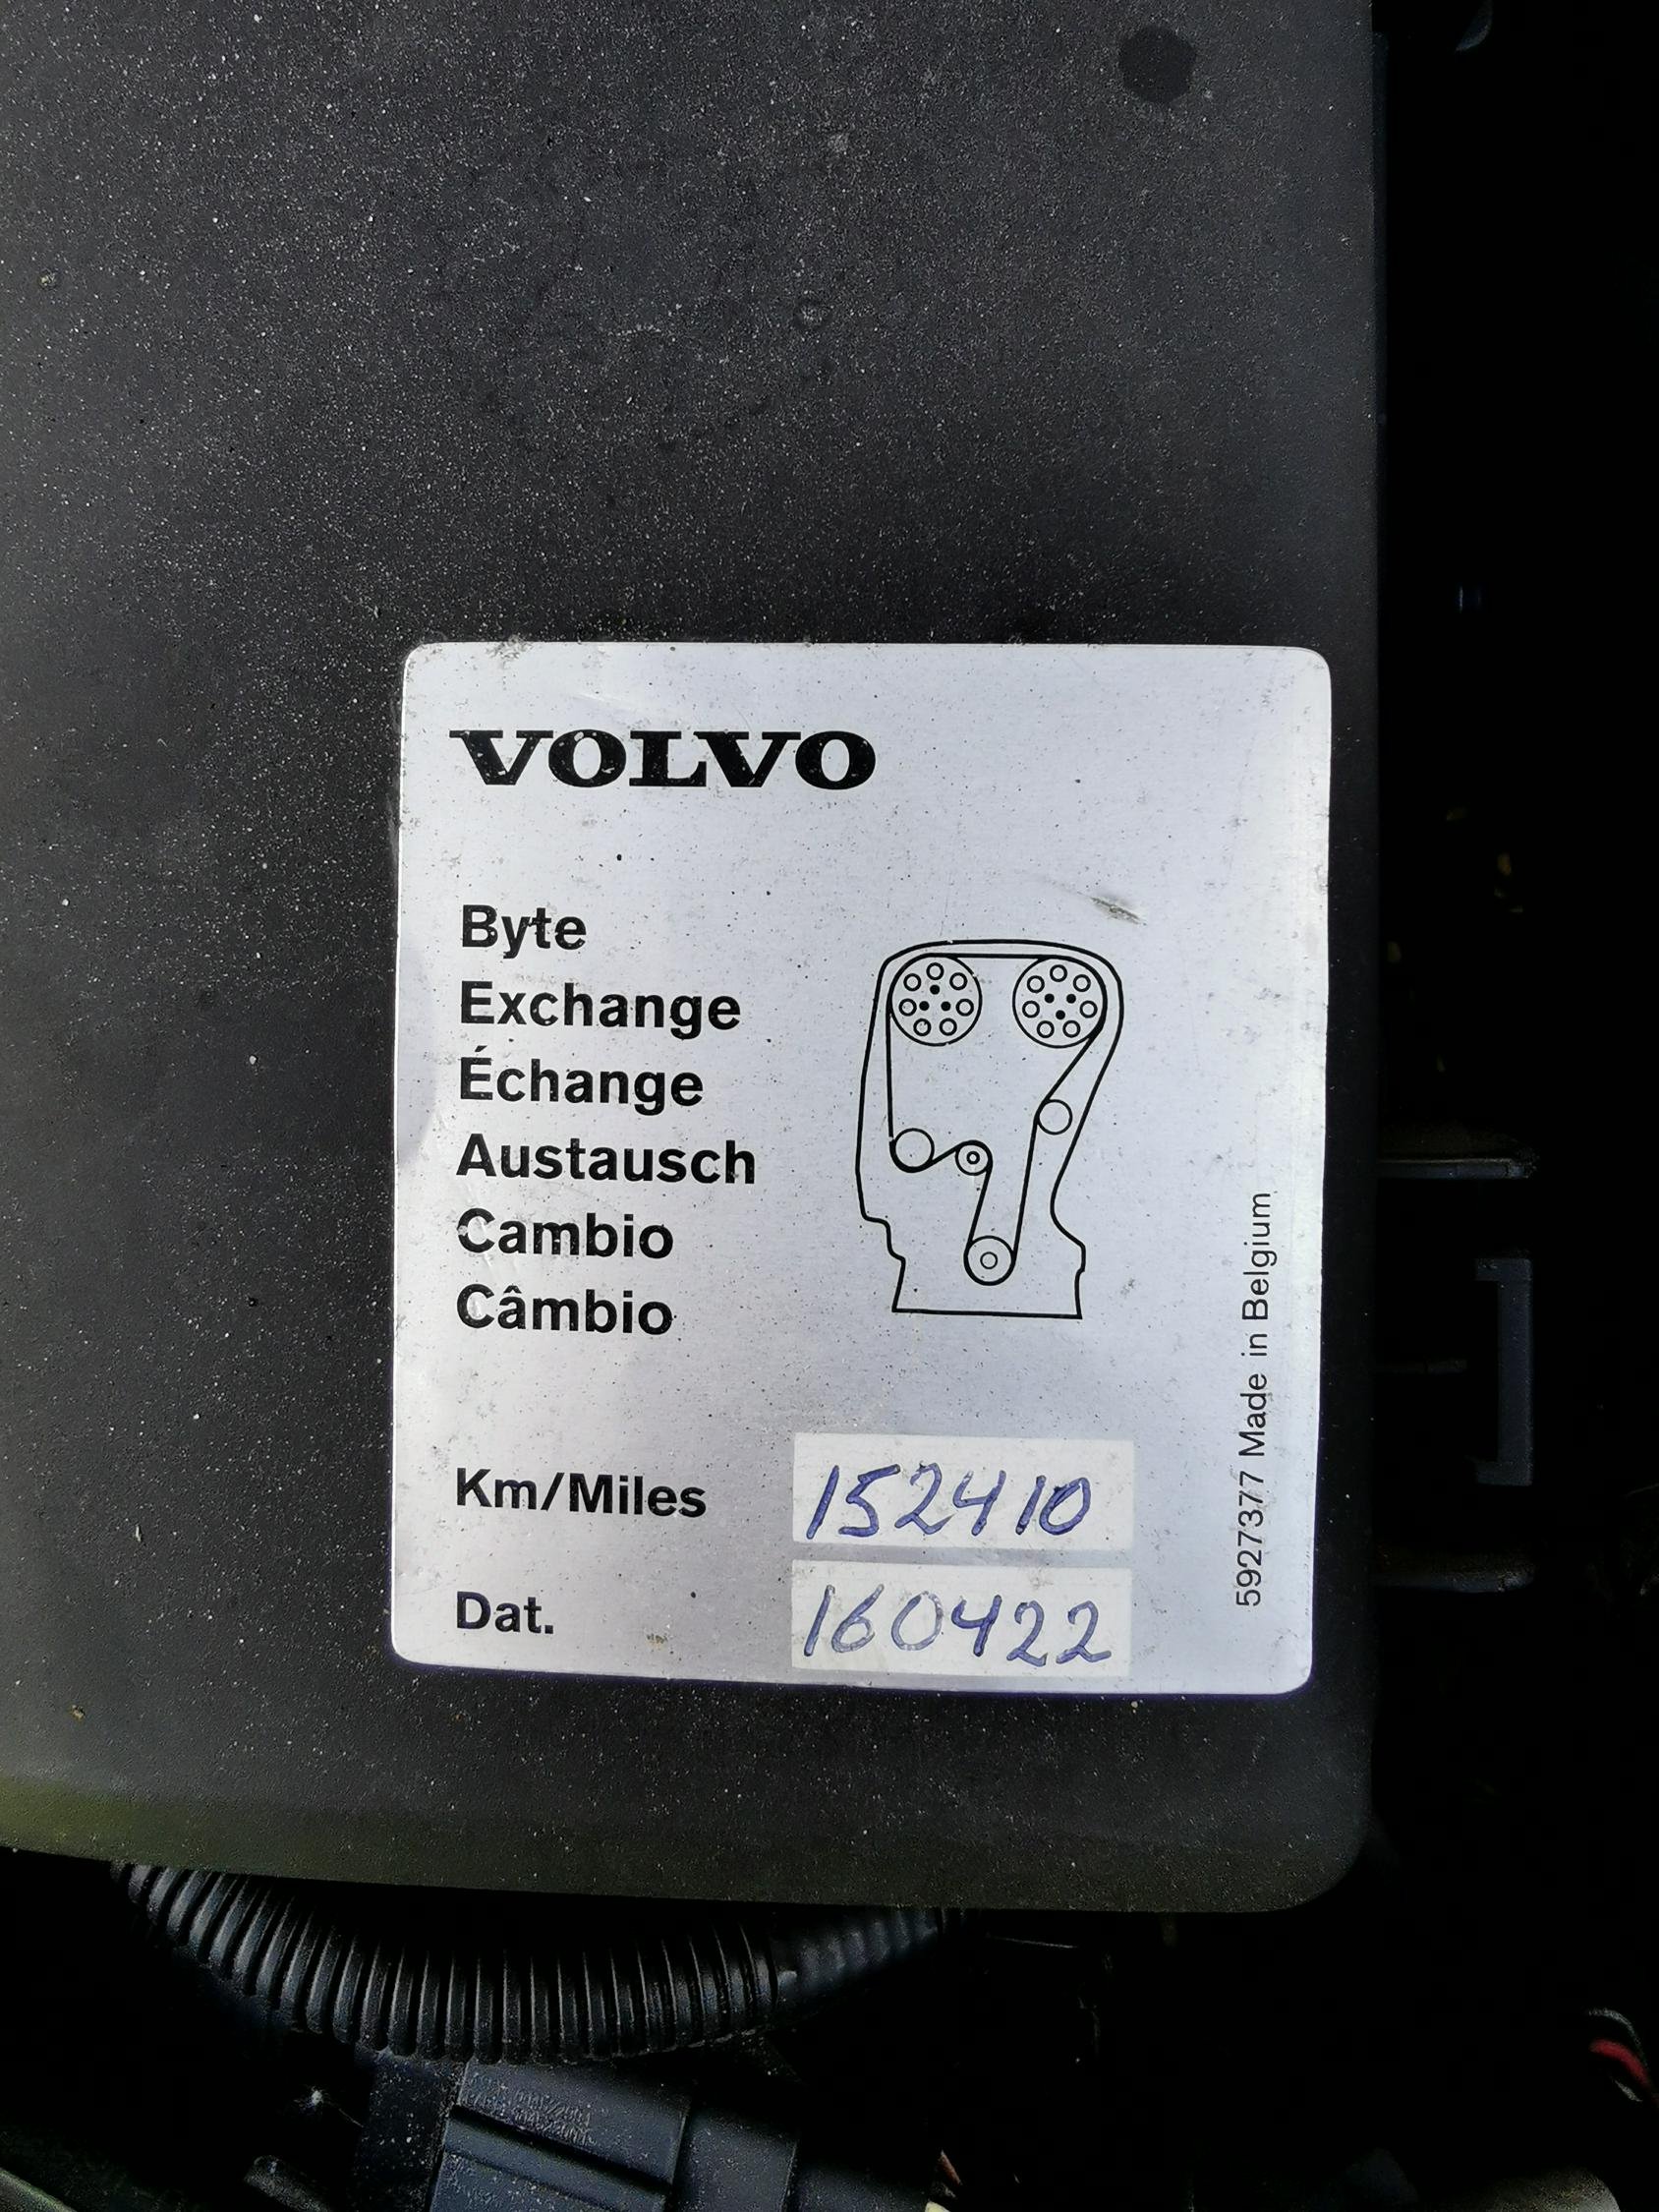 VOLVO
Byte
Exchange
Échange
Austausch
Cambio
Câmbio
Km/Miles 152410
Dat. 160422
5927377 Made in Belgium